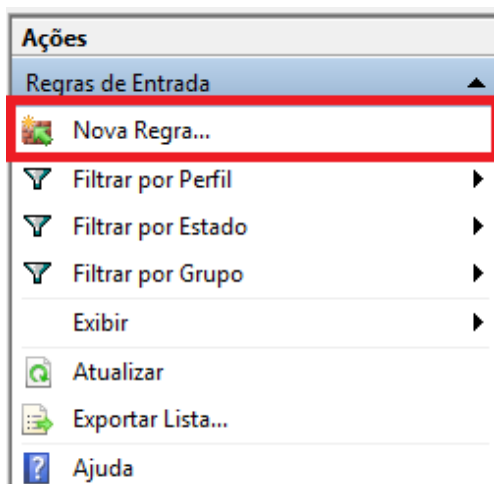 Ações
Regras de Entrada
Nova Regra...
Filtrar por Perfil
Filtrar por Estado
Filtrar por Grupo
Exibir
Atualizar
Exportar Lista...
Ajuda